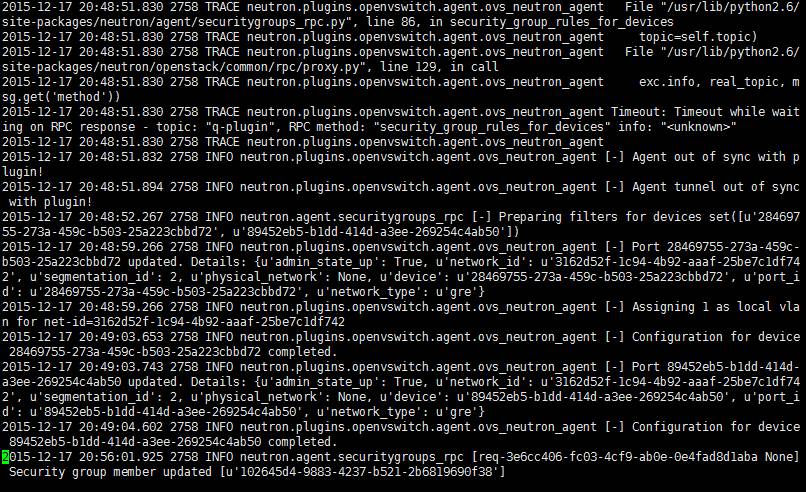 2015-12-17 20:48:51.830 2758 TRACE neutron.plugins.openvswitch.agent.ovs_neutron_agent   File "/usr/lib/python2.6/
site-packages/neutron/agent/securitygroups_rpc.py", line 86, in security_group_rules_for_devices
2015-12-17 20:48:51.830 2758 TRACE neutron.plugins.openvswitch.agent.ovs_neutron_agent     topic=self.topic)
2015-12-17 20:48:51.830 2758 TRACE neutron.plugins.openvswitch.agent.ovs_neutron_agent   File "/usr/lib/python2.6/
site-packages/neutron/openstack/common/rpc/proxy.py", line 129, in call
2015-12-17 20:48:51.830 2758 TRACE neutron.plugins.openvswitch.agent.ovs_neutron_agent     exc.info, real_topic, m
sg.get('method'))
2015-12-17 20:48:51.830 2758 TRACE neutron.plugins.openvswitch.agent.ovs_neutron_agent Timeout: Timeout while wait
ing on RPC response - topic: "q-plugin", RPC method: "security_group_rules_for_devices" info: "<unknown>"
2015-12-17 20:48:51.830 2758 TRACE neutron.plugins.openvswitch.agent.ovs_neutron_agent
2015-12-17 20:48:51.832 2758 INFO neutron.plugins.openvswitch.agent.ovs_neutron_agent [-] Agent out of sync with p
lugin!
2015-12-17 20:48:51.894 2758 INFO neutron.plugins.openvswitch.agent.ovs_neutron_agent [-] Agent tunnel out of sync
 with plugin!
2015-12-17 20:48:52.267 2758 INFO neutron.agent.securitygroups_rpc [-] Preparing filters for devices set([u'284697
55-273a-459c-b503-25a223cbbd72', u'89452eb5-b1dd-414d-a3ee-269254c4ab50'])
2015-12-17 20:48:59.266 2758 INFO neutron.plugins.openvswitch.agent.ovs_neutron_agent [-] Port 28469755-273a-459c-
b503-25a223cbbd72 updated. Details: {u'admin_state_up': True, u'network_id': u'3162d52f-1c94-4b92-aaaf-25be7c1df74
2', u'segmentation_id': 2, u'physical_network': None, u'device': u'28469755-273a-459c-b503-25a223cbbd72', u'port_i
d': u'28469755-273a-459c-b503-25a223cbbd72', u'network_type': u'gre'}
2015-12-17 20:48:59.266 2758 INFO neutron.plugins.openvswitch.agent.ovs_neutron_agent [-] Assigning 1 as local vla
n for net-id=3162d52f-1c94-4b92-aaaf-25be7c1df742
2015-12-17 20:49:03.653 2758 INFO neutron.plugins.openvswitch.agent.ovs_neutron_agent [-] Configuration for device
 28469755-273a-459c-b503-25a223cbbd72 completed.
2015-12-17 20:49:03.743 2758 INFO neutron.plugins.openvswitch.agent.ovs_neutron_agent [-] Port 89452eb5-b1dd-414d-
a3ee-269254c4ab50 updated. Details: {u'admin_state_up': True, u'network_id': u'3162d52f-1c94-4b92-aaaf-25be7c1df74
2', u'segmentation_id': 2, u'physical_network': None, u'device': u'89452eb5-b1dd-414d-a3ee-269254c4ab50', u'port_i
d': u'89452eb5-b1dd-414d-a3ee-269254c4ab50', u'network_type': u'gre'}
2015-12-17 20:49:04.602 2758 INFO neutron.plugins.openvswitch.agent.ovs_neutron_agent [-] Configuration for device
 89452eb5-b1dd-414d-a3ee-269254c4ab50 completed.
2015-12-17 20:56:01.925 2758 INFO neutron.agent.securitygroups_rpc [req-3e6cc406-fc03-4cf9-ab0e-0e4fad8d1aba None]
 Security group member updated [u'102645d4-9883-4237-b521-2b6819690f38']